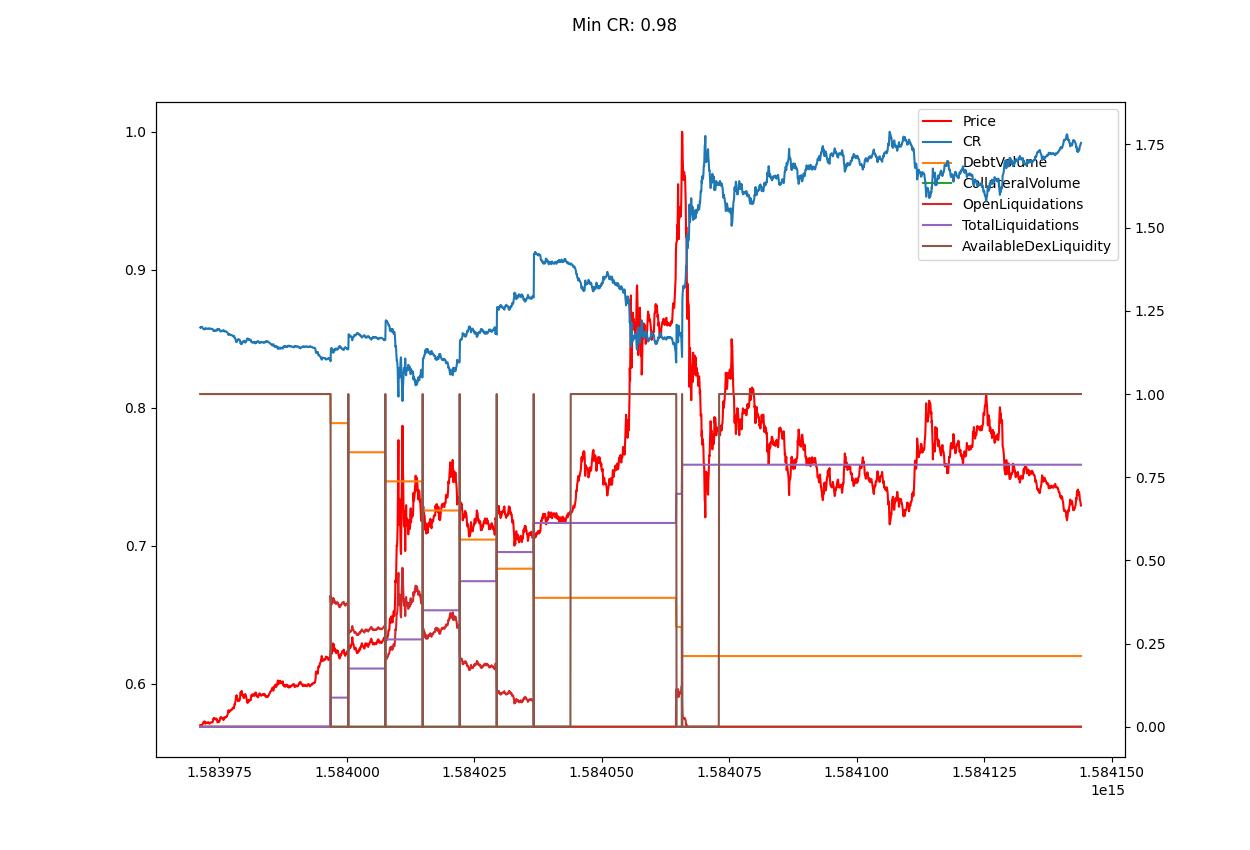 Min CR: 0.98
1.0
0.9
0.8
0.7
0.6
1.75
1.50
1.25
1.00
0.75
0.50
0.25
0.00
Price
CR
DebtVolume
CollateralVolume
OpenLiquidations
TotalLiquidations
AvailableDexLiquidity
1.583975 1.584000 1.584025 1.584050 1.584075 1.584100 1.584125 1.584150
1e15